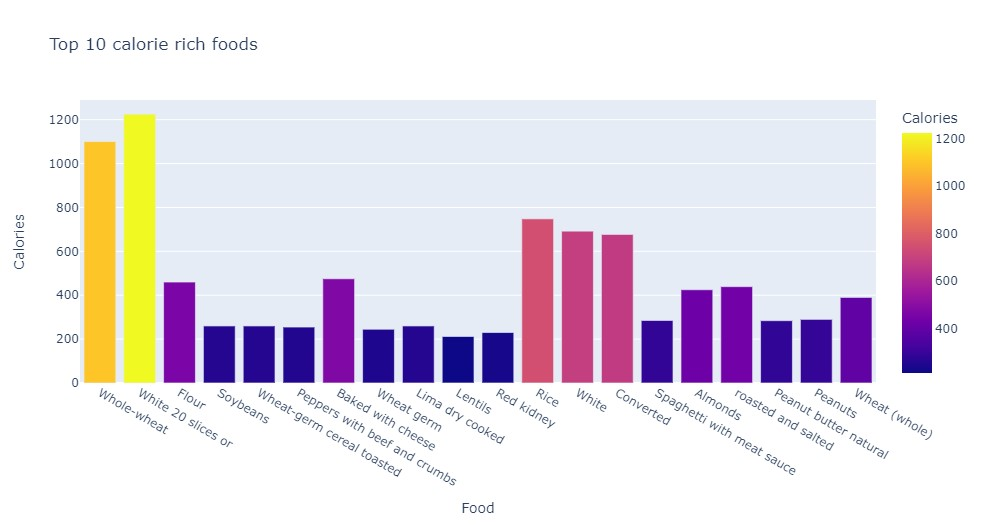 Top 10 calorie rich foods
Calories
1200
1000
800
600
400
200
0
Whole-wheat
White 20 slices or
Flour
Soybeans
Wheat-germ cereal toasted
Peppers with beef and crumbs
Baked with cheese
Wheat germ
Lima dry cooked
Lentils
Red kidney
Rice
White
Converted
Spaghetti with meat sauce
Almonds
roasted and salted
Peanut butter natural
Peanuts
Wheat (whole)
Food
Calories
1200
1000
800
600
400